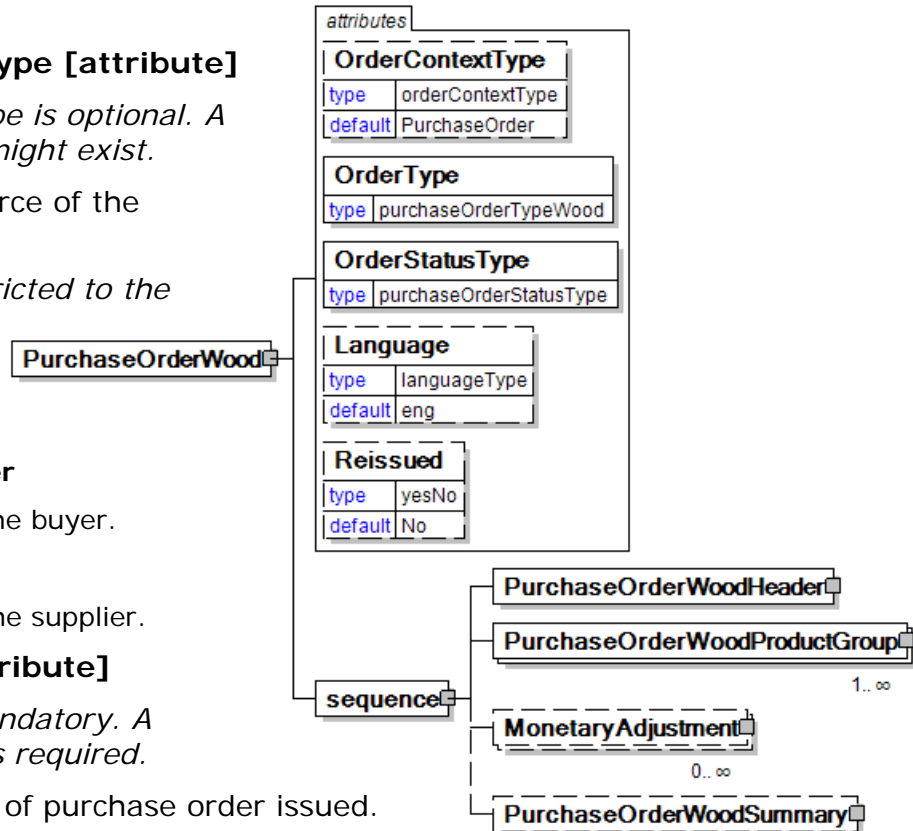 ype [attribute]
pe is optional. A
might exist.
rce of the
ricted to the
er
he buyer.
he supplier.
ribute]
ndatory. A
s required.
of purchase order issued.
PurchaseOrderWood
attributes
OrderContextType
type orderContextType
default PurchaseOrder
OrderType
type purchaseOrderTypeWood
OrderStatusType
type purchaseOrderStatusType
Language
type languageType
default eng
Reissued
type yesNo
default No
sequence
PurchaseOrderWoodHeader
PurchaseOrderWoodProductGroup
1.. ∞
MonetaryAdjustment
0.. ∞
PurchaseOrderWoodSummary